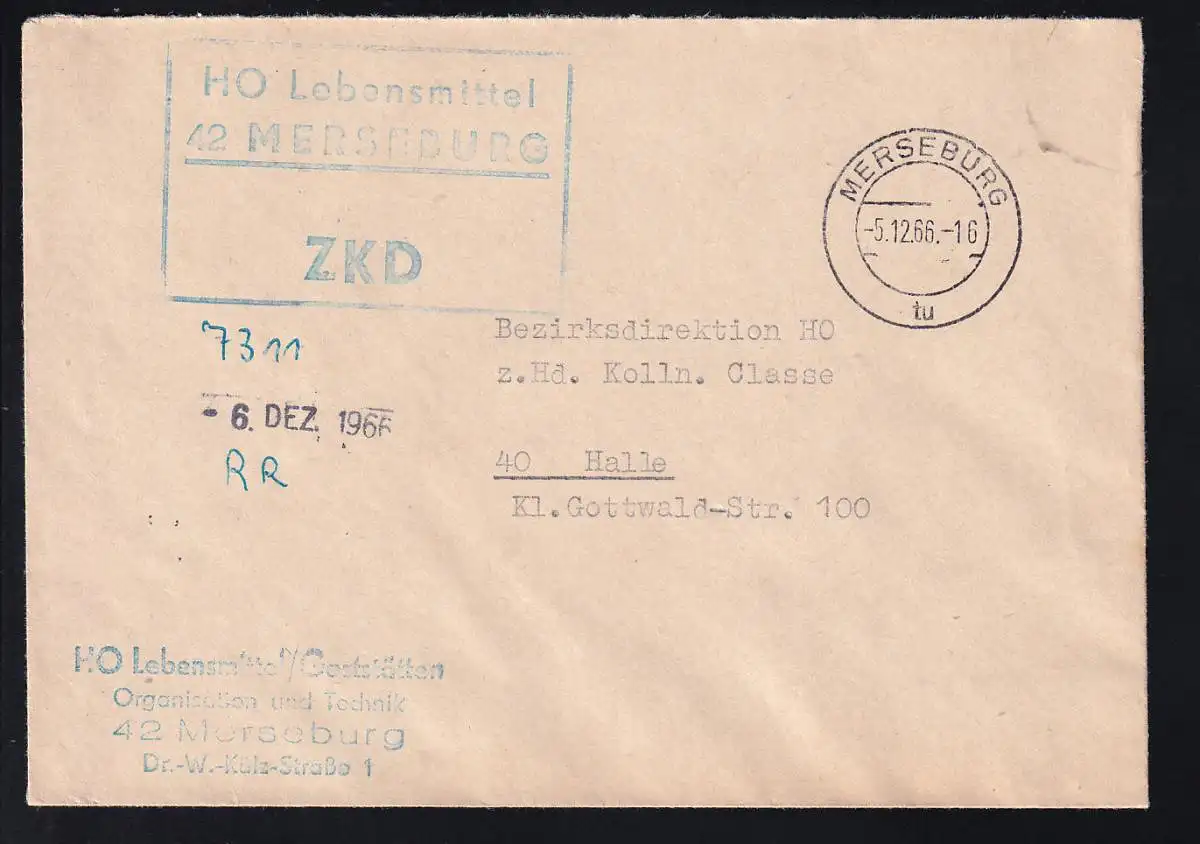 HO Lebensmittel
42 MERSEBURG
ZKD
MERSEBURG
-5.12.66.-16
tu
7311
- 6. DEZ. 1966
RR
Bezirksdirektion HO
z.Hd. Kolln. Classe
40 Halle
Kl.Gottwald-Str. 100
HO Lebensmittel/Gaststätten
Organisation und Technik
42 Merseburg
Dr.-W.-Külz-Straße 1